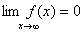 lim f(x) = 0
x→∞